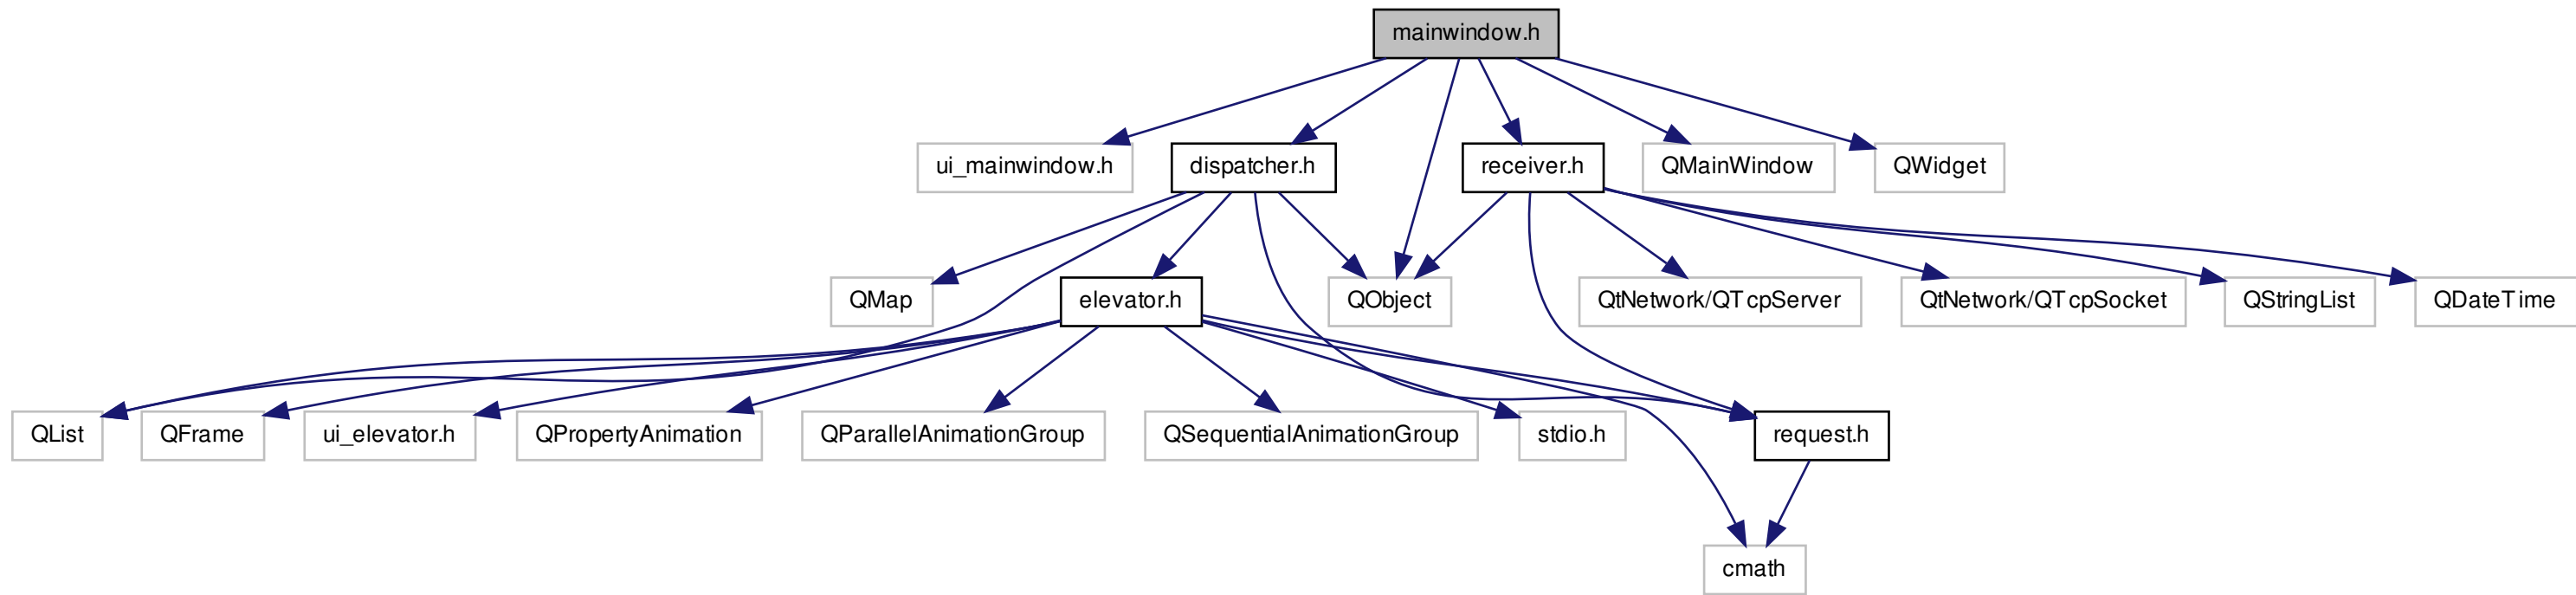 mainwindow.h
ui_mainwindow.h
dispatcher.h
receiver.h
QMainWindow
QWidget
QMap
elevator.h
QObject
QtNetwork/QTcpServer
QtNetwork/QTcpSocket
QStringList
QDateTime
QList
QFrame
ui_elevator.h
QPropertyAnimation
QParallelAnimationGroup
QSequentialAnimationGroup
stdio.h
request.h
cmath